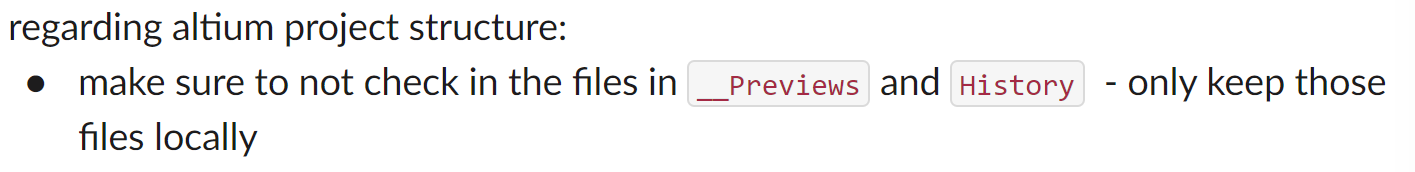 regarding altium project structure:
● make sure to not check in the files in __Previews and History - only keep those
files locally